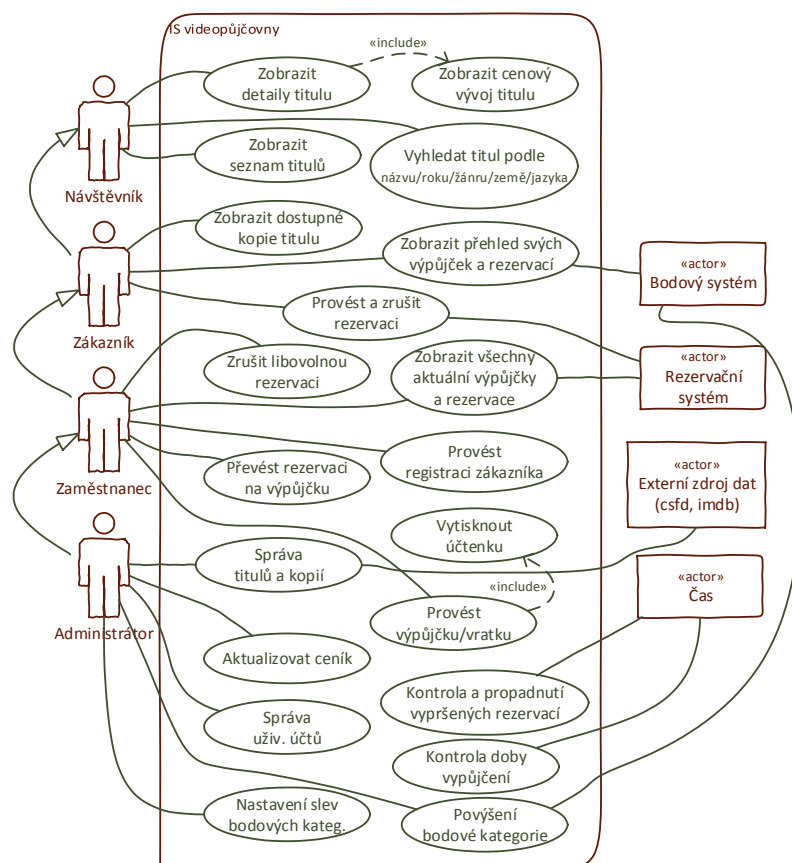 IS videopůjčovny
«include»
Zobrazit
detaily titulu
Zobrazit cenový
vývoj titulu
Zobrazit
seznam titulů
Vyhledat titul podle
názvu/roku/žánru/země/jazyka
Návštěvník
Zobrazit dostupné
kopie titulu
Zobrazit přehled svých
výpůjček a rezervací
«actor»
Bodový systém
Provést a zrušit
rezervaci
Zákazník
Zrušit libovolnou
rezervaci
Zobrazit všechny
aktuální výpůjčky
a rezervace
«actor»
Rezervační
systém
Převést rezervaci
na výpůjčku
Provést
registraci zákazníka
«actor»
Externí zdroj dat
(csfd, imdb)
Zaměstnanec
Vytisknout
účtenku
Správa
titulů a kopií
«include»
«actor»
Čas
Provést
výpůjčku/vratku
Administrátor
Aktualizovat ceník
Kontrola a propadnutí
vypršených rezervací
Správa
uživ. účtů
Kontrola doby
vypůjčení
Nastavení slev
bodových kateg.
Povýšení
bodové kategorie